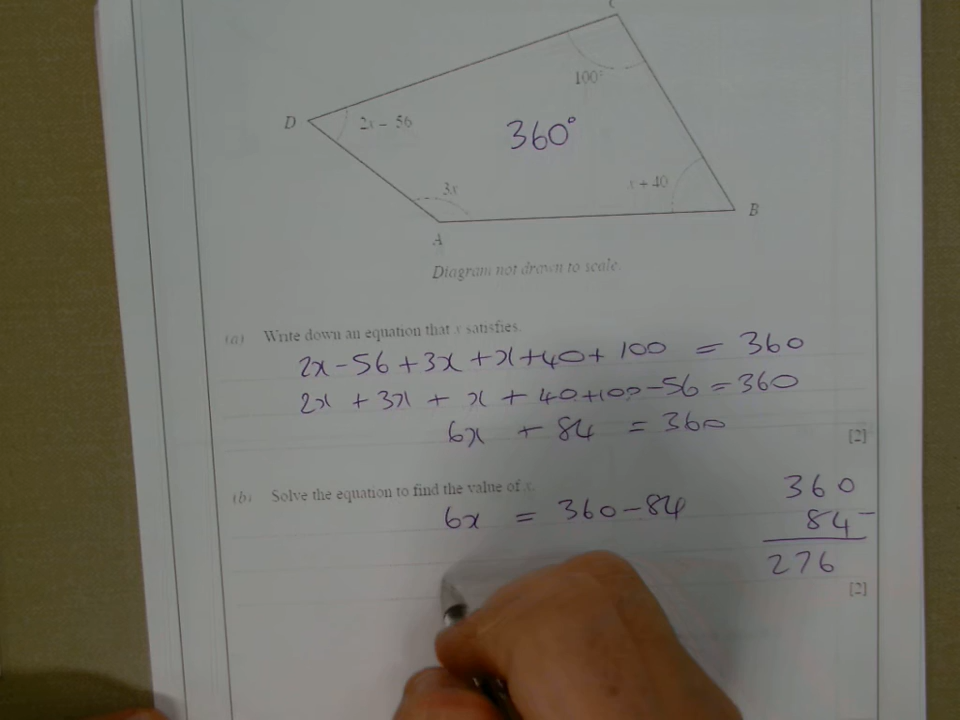 100°
D
2x – 56
360°
3x
x + 40
B
A
Diagram not drawn to scale.
(a) Write down an equation that x satisfies.
2x - 56 + 3x + x + 40 + 100 = 360
2x + 3x + x + 40 + 100 - 56 = 360
6x + 84 = 360
[2]
(b) Solve the equation to find the value of x.
6x = 360 - 84
360
84 -
276
[2]